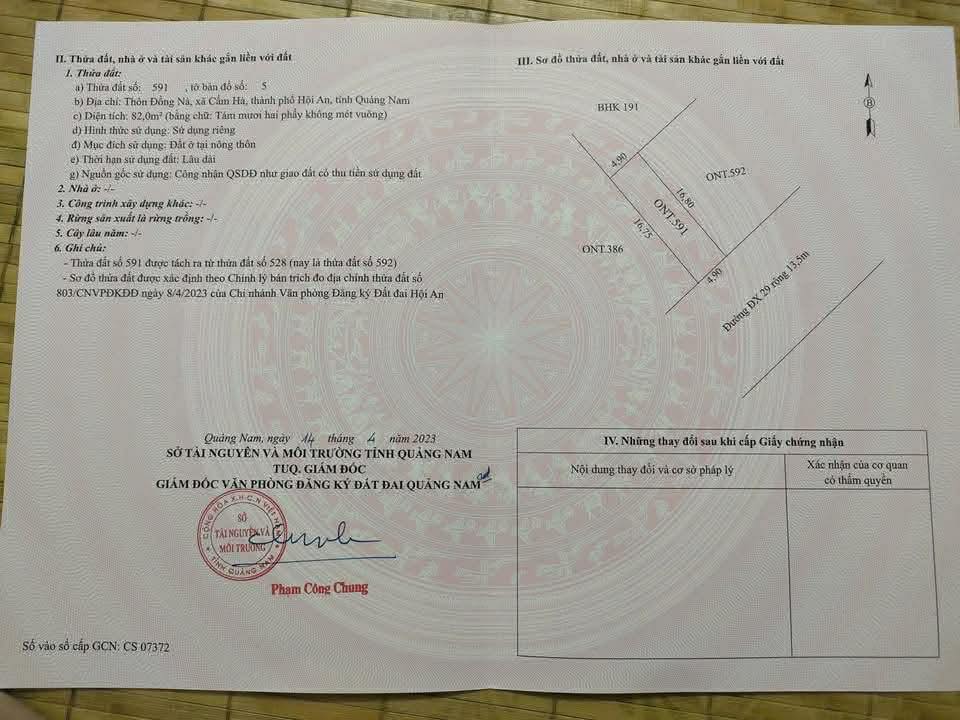 II. Thửa đất, nhà ở và tài sản khác gắn liền với đất
1. Thửa đất:
a) Thửa đất số: 591 , tờ bản đồ số: 5
b) Địa chỉ: Thôn Đồng Nà, xã Cẩm Hà, thành phố Hội An, tỉnh Quảng Nam
c) Diện tích: 82,0m² (bằng chữ: Tám mươi hai phẩy không mét vuông)
d) Hình thức sử dụng: Sử dụng riêng
đ) Mục đích sử dụng: Đất ở tại nông thôn
e) Thời hạn sử dụng đất: Lâu dài
g) Nguồn gốc sử dụng: Công nhận QSDĐ như giao đất có thu tiền sử dụng đất
2. Nhà ở: -/-
3. Công trình xây dựng khác: -/-
4. Rừng sản xuất là rừng trồng: -/-
5. Cây lâu năm: -/-
6. Ghi chú:
- Thửa đất số 591 được tách ra từ thửa đất số 528 (nay là thửa đất số 592)
- Sơ đồ thửa đất được xác định theo Chỉnh lý bản trích đo địa chính thửa đất số
803/CNVPĐKĐĐ ngày 8/4/2023 của Chi nhánh Văn phòng Đăng ký Đất đai Hội An
Quảng Nam, ngày 14 tháng 4 năm 2023
SỞ TÀI NGUYÊN VÀ MÔI TRƯỜNG TỈNH QUẢNG NAM
TUQ. GIÁM ĐỐC
GIÁM ĐỐC VĂN PHÒNG ĐĂNG KÝ ĐẤT ĐAI QUẢNG NAM
CỘNG HÒA X.H.C.N VIỆT NAM
SỞ
TÀI NGUYÊN VÀ
MÔI TRƯỜNG
TỈNH QUẢNG NAM
Phạm Công Chung
Số vào sổ cấp GCN: CS 07372
III. Sơ đồ thửa đất, nhà ở và tài sản khác gắn liền với đất
B
BHK 191
4,90
ONT.592
16,80
ONT.591
16,75
ONT.386
4,90
Đường ĐX 29 rộng 13,5m
IV. Những thay đổi sau khi cấp Giấy chứng nhận
Nội dung thay đổi và cơ sở pháp lý
Xác nhận của cơ quan
có thẩm quyền